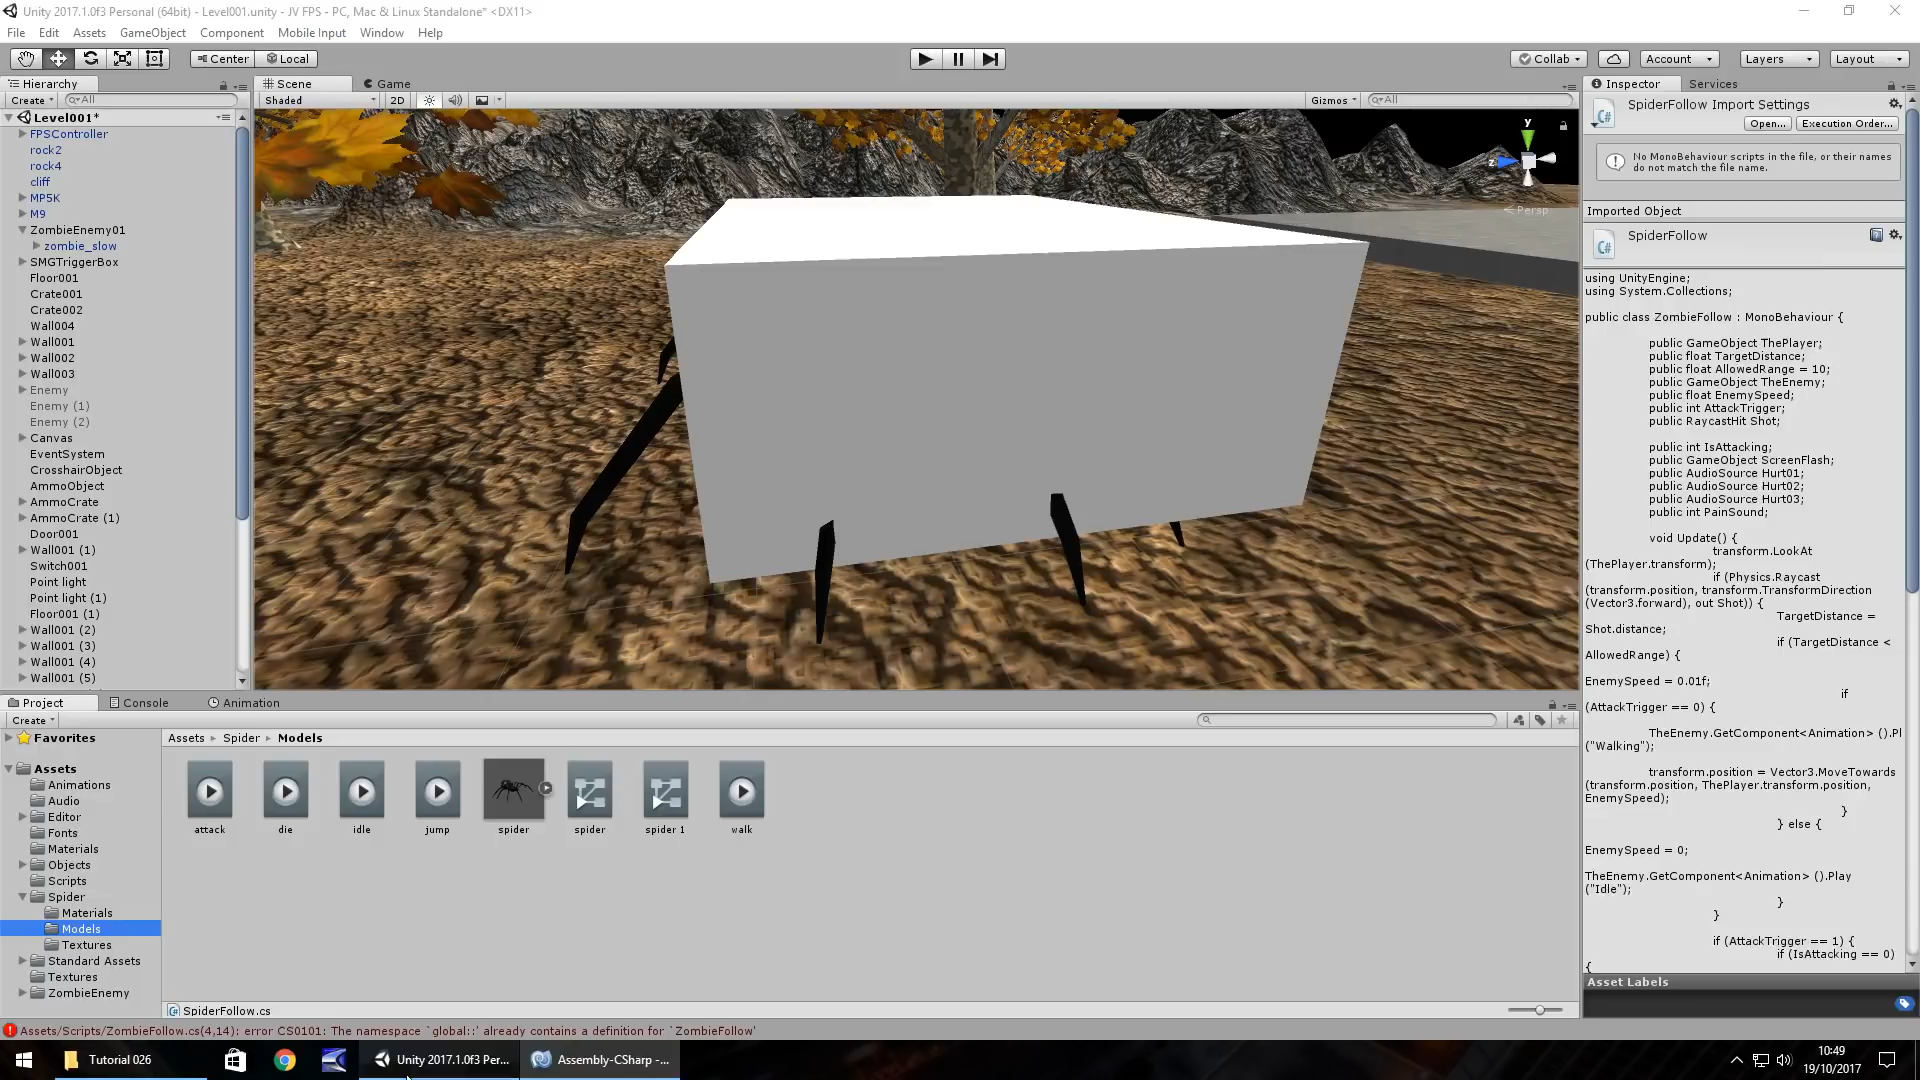 Unity 2017.1.0f3 Personal (64bit) - Level001.unity - JV FPS - PC, Mac & Linux Standalone* <DX11>
File Edit Assets GameObject Component Mobile Input Window Help
Center Local Collab Account Layers Layout
Hierarchy
Create All
Level001*
FPSController
rock2
rock4
cliff
MP5K
M9
ZombieEnemy01
zombie_slow
SMGTriggerBox
Floor001
Crate001
Crate002
Wall004
Wall001
Wall002
Wall003
Enemy
Enemy (1)
Enemy (2)
Canvas
EventSystem
CrosshairObject
AmmoObject
AmmoCrate
AmmoCrate (1)
Door001
Wall001 (1)
Switch001
Point light
Point light (1)
Floor001 (1)
Wall001 (2)
Wall001 (3)
Wall001 (4)
Wall001 (5)
Scene Game
Shaded 2D Gizmos All
y
z
Persp
Inspector Services
SpiderFollow Import Settings
Open... Execution Order...
No MonoBehaviour scripts in the file, or their names
do not match the file name.
Imported Object
C#
SpiderFollow
using UnityEngine;
using System.Collections;
public class ZombieFollow : MonoBehaviour {
public GameObject ThePlayer;
public float TargetDistance;
public float AllowedRange = 10;
public GameObject TheEnemy;
public float EnemySpeed;
public int AttackTrigger;
public RaycastHit Shot;
public int IsAttacking;
public GameObject ScreenFlash;
public AudioSource Hurt01;
public AudioSource Hurt02;
public AudioSource Hurt03;
public int PainSound;
void Update() {
transform.LookAt
(ThePlayer.transform);
if (Physics.Raycast
(transform.position, transform.TransformDirection
(Vector3.forward), out Shot)) {
TargetDistance =
Shot.distance;
if (TargetDistance <
AllowedRange) {
EnemySpeed = 0.01f;
if
(AttackTrigger == 0) {
TheEnemy.GetComponent<Animation> ().Pl
("Walking");
transform.position = Vector3.MoveTowards
(transform.position, ThePlayer.transform.position,
EnemySpeed);
}
} else {
EnemySpeed = 0;
TheEnemy.GetComponent<Animation> ().Play
("Idle");
}
}
if (AttackTrigger == 1) {
if (IsAttacking == 0)
{
Asset Labels
Project Console Animation
Create
Favorites
Assets
Animations
Audio
Editor
Fonts
Materials
Objects
Scripts
Spider
Materials
Models
Textures
Standard Assets
Textures
ZombieEnemy
Assets Spider Models
attack die idle jump spider spider spider 1 walk
SpiderFollow.cs
Assets/Scripts/ZombieFollow.cs(4,14): error CS0101: The namespace `global::' already contains a definition for `ZombieFollow'
Tutorial 026 Unity 2017.1.0f3 Per... Assembly-CSharp -...
10:49
19/10/2017